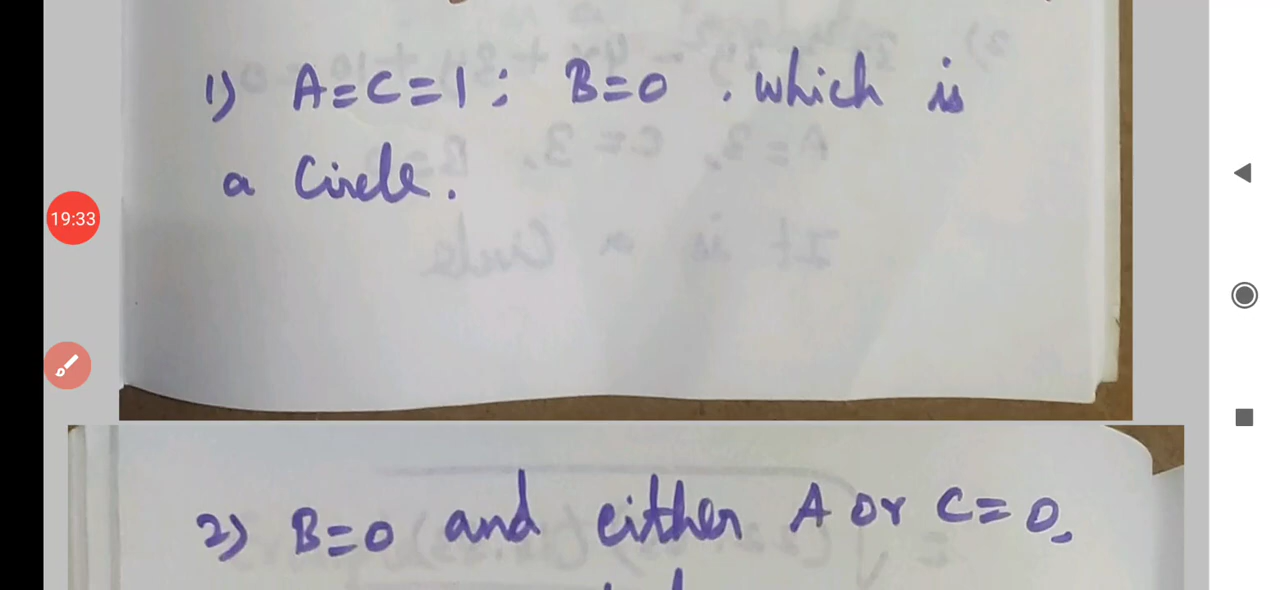 1) A=C=1; B=0. which is
a Circle.
19:33
2) B=0 and either A or C=0.